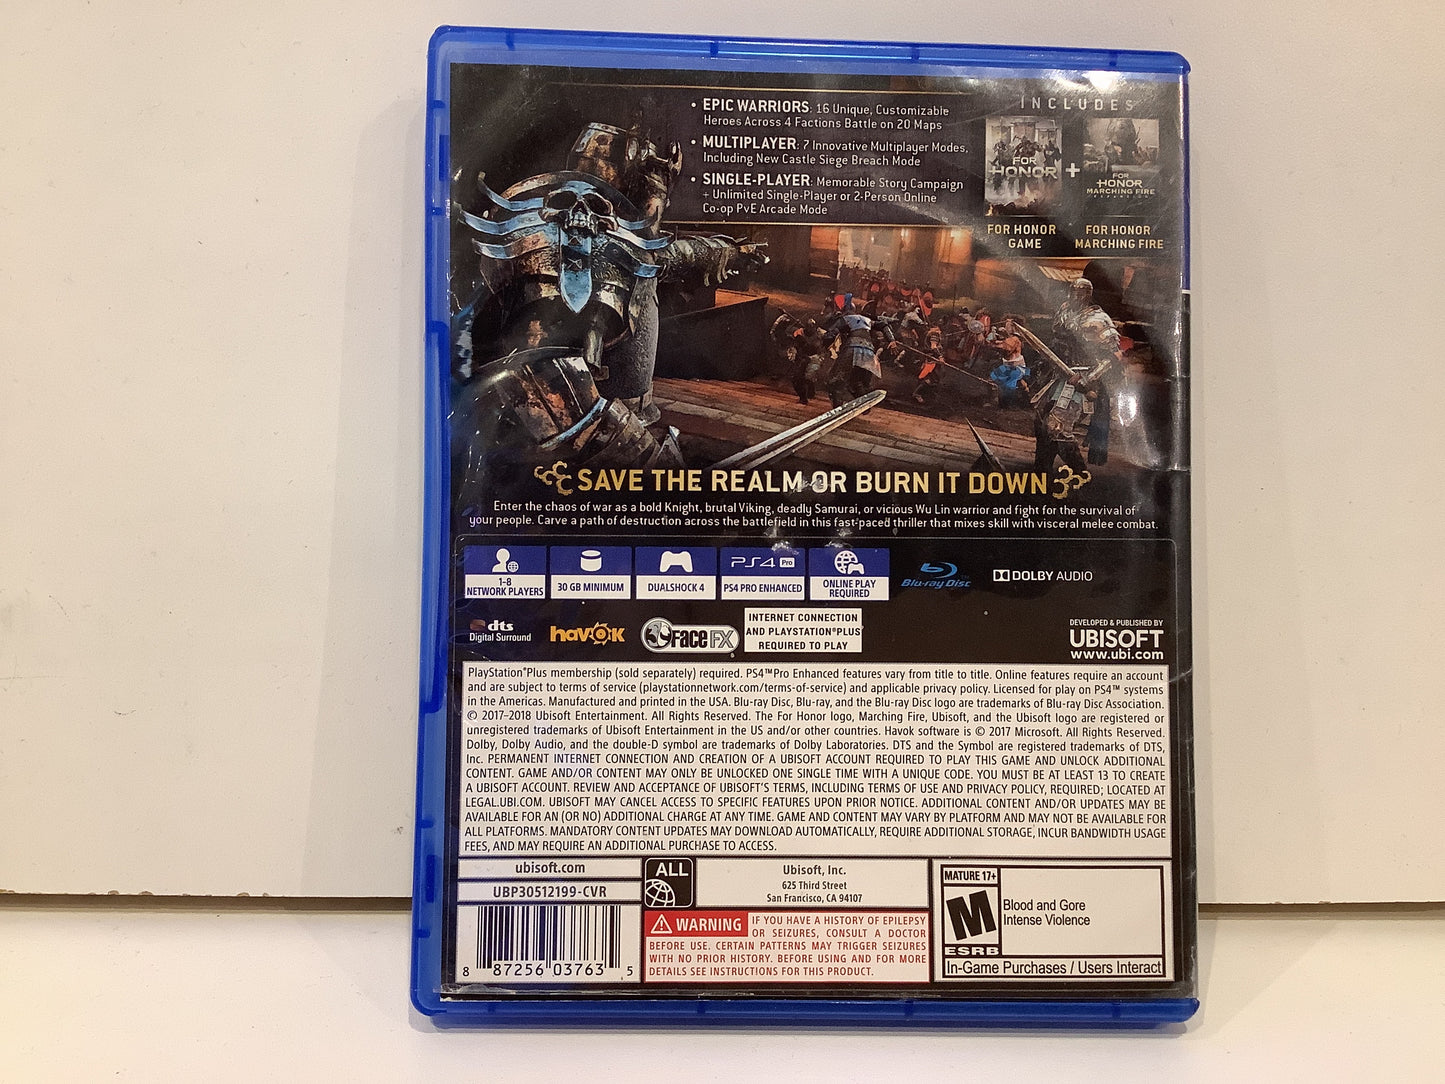 • EPIC WARRIORS: 16 Unique, Customizable
Heroes Across 4 Factions Battle on 20 Maps
• MULTIPLAYER: 7 Innovative Multiplayer Modes,
Including New Castle Siege Breach Mode
• SINGLE-PLAYER: Memorable Story Campaign
+ Unlimited Single-Player or 2-Person Online
Co-op PvE Arcade Mode
INCLUDES
FOR
HONOR
+
FOR
HONOR
MARCHING FIRE
EXPANSION
FOR HONOR
GAME
FOR HONOR
MARCHING FIRE
SAVE THE REALM OR BURN IT DOWN
Enter the chaos of war as a bold Knight, brutal Viking, deadly Samurai, or vicious Wu Lin warrior and fight for the survival of
your people. Carve a path of destruction across the battlefield in this fast-paced thriller that mixes skill with visceral melee combat.
1-8
NETWORK PLAYERS
30 GB MINIMUM
DUALSHOCK 4
PS4 Pro
PS4 PRO ENHANCED
ONLINE PLAY
REQUIRED
Blu-ray Disc
DOLBY AUDIO
dts
Digital Surround
havok
FaceFX
INTERNET CONNECTION
AND PLAYSTATION®PLUS
REQUIRED TO PLAY
DEVELOPED & PUBLISHED BY
UBISOFT
www.ubi.com
PlayStation®Plus membership (sold separately) required. PS4™Pro Enhanced features vary from title to title. Online features require an account
and are subject to terms of service (playstationnetwork.com/terms-of-service) and applicable privacy policy. Licensed for play on PS4™ systems
in the Americas. Manufactured and printed in the USA. Blu-ray Disc, Blu-ray, and the Blu-ray Disc logo are trademarks of Blu-ray Disc Association.
© 2017-2018 Ubisoft Entertainment. All Rights Reserved. The For Honor logo, Marching Fire, Ubisoft, and the Ubisoft logo are registered or
unregistered trademarks of Ubisoft Entertainment in the US and/or other countries. Havok software is © 2017 Microsoft. All Rights Reserved.
Dolby, Dolby Audio, and the double-D symbol are trademarks of Dolby Laboratories. DTS and the Symbol are registered trademarks of DTS,
Inc. PERMANENT INTERNET CONNECTION AND CREATION OF A UBISOFT ACCOUNT REQUIRED TO PLAY THIS GAME AND UNLOCK ADDITIONAL
CONTENT. GAME AND/OR CONTENT MAY ONLY BE UNLOCKED ONE SINGLE TIME WITH A UNIQUE CODE. YOU MUST BE AT LEAST 13 TO CREATE
A UBISOFT ACCOUNT. REVIEW AND ACCEPTANCE OF UBISOFT'S TERMS, INCLUDING TERMS OF USE AND PRIVACY POLICY, REQUIRED; LOCATED AT
LEGAL.UBI.COM. UBISOFT MAY CANCEL ACCESS TO SPECIFIC FEATURES UPON PRIOR NOTICE. ADDITIONAL CONTENT AND/OR UPDATES MAY BE
AVAILABLE FOR AN (OR NO) ADDITIONAL CHARGE AT ANY TIME. GAME AND CONTENT MAY VARY BY PLATFORM AND MAY NOT BE AVAILABLE FOR
ALL PLATFORMS. MANDATORY CONTENT UPDATES MAY DOWNLOAD AUTOMATICALLY, REQUIRE ADDITIONAL STORAGE, INCUR BANDWIDTH USAGE
FEES, AND MAY REQUIRE AN ADDITIONAL PURCHASE TO ACCESS.
ubisoft.com
UBP30512199-CVR
8 87256 03763 5
ALL
Ubisoft, Inc.
625 Third Street
San Francisco, CA 94107
WARNING IF YOU HAVE A HISTORY OF EPILEPSY
OR SEIZURES, CONSULT A DOCTOR
BEFORE USE. CERTAIN PATTERNS MAY TRIGGER SEIZURES
WITH NO PRIOR HISTORY. BEFORE USING AND FOR MORE
DETAILS SEE INSTRUCTIONS FOR THIS PRODUCT.
MATURE 17+
M
ESRB
Blood and Gore
Intense Violence
In-Game Purchases / Users Interact